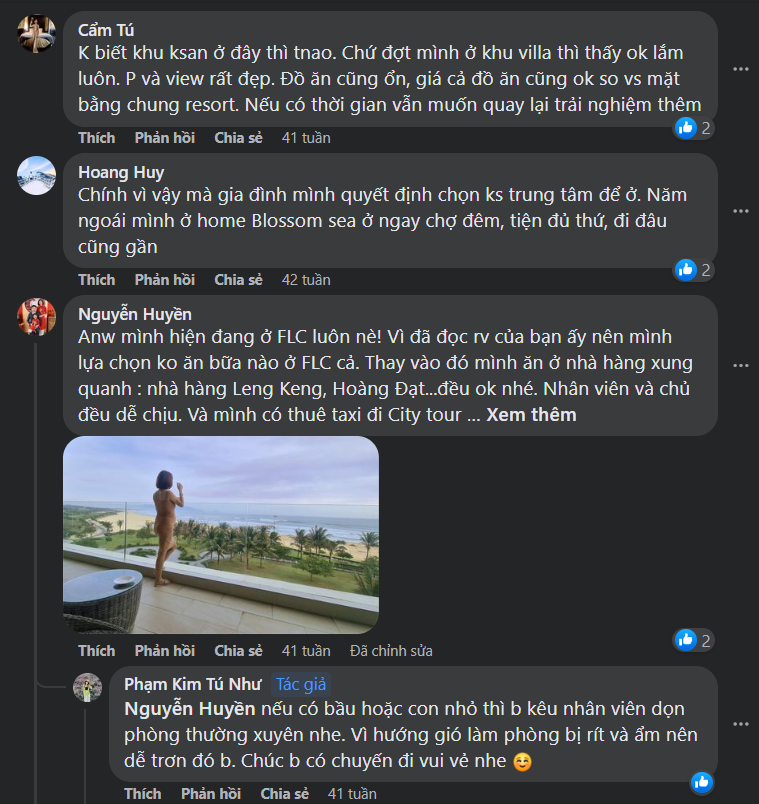 Cẩm Tú
K biết khu ksan ở đây thì tnao. Chứ đợt mình ở khu villa thì thấy ok lắm
luôn. P và view rất đẹp. Đồ ăn cũng ổn, giá cả đồ ăn cũng ok so vs mặt
bằng chung resort. Nếu có thời gian vẫn muốn quay lại trải nghiệm thêm
2
Thích Phản hồi Chia sẻ 41 tuần
Hoang Huy
Chính vì vậy mà gia đình mình quyết định chọn ks trung tâm để ở. Năm
ngoái mình ở home Blossom sea ở ngay chợ đêm, tiện đủ thứ, đi đâu
cũng gần
2
Thích Phản hồi Chia sẻ 42 tuần
Nguyễn Huyền
Anw mình hiện đang ở FLC luôn nè! Vì đã đọc rv của bạn ấy nên mình
lựa chọn ko ăn bữa nào ở FLC cả. Thay vào đó mình ăn ở nhà hàng xung
quanh : nhà hàng Leng Keng, Hoàng Đạt...đều ok nhé. Nhân viên và chủ
đều dễ chịu. Và mình có thuê taxi đi City tour ... Xem thêm
Thích Phản hồi Chia sẻ 41 tuần Đã chỉnh sửa 2
Phạm Kim Tú Như Tác giả
Nguyễn Huyền nếu có bầu hoặc con nhỏ thì b kêu nhân viên dọn
phòng thường xuyên nhe. Vì hướng gió làm phòng bị rít và ẩm nên
dễ trơn đó b. Chúc b có chuyến đi vui vẻ nhe 😊
Thích Phản hồi Chia sẻ 41 tuần